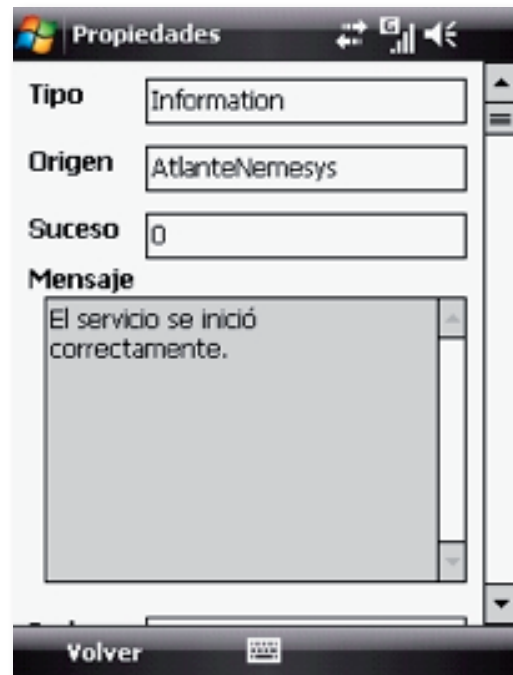 Propiedades
Tipo
Information
Origen
AtlanteNemesys
Suceso
0
Mensaje
El servicio se inició
correctamente.
Volver